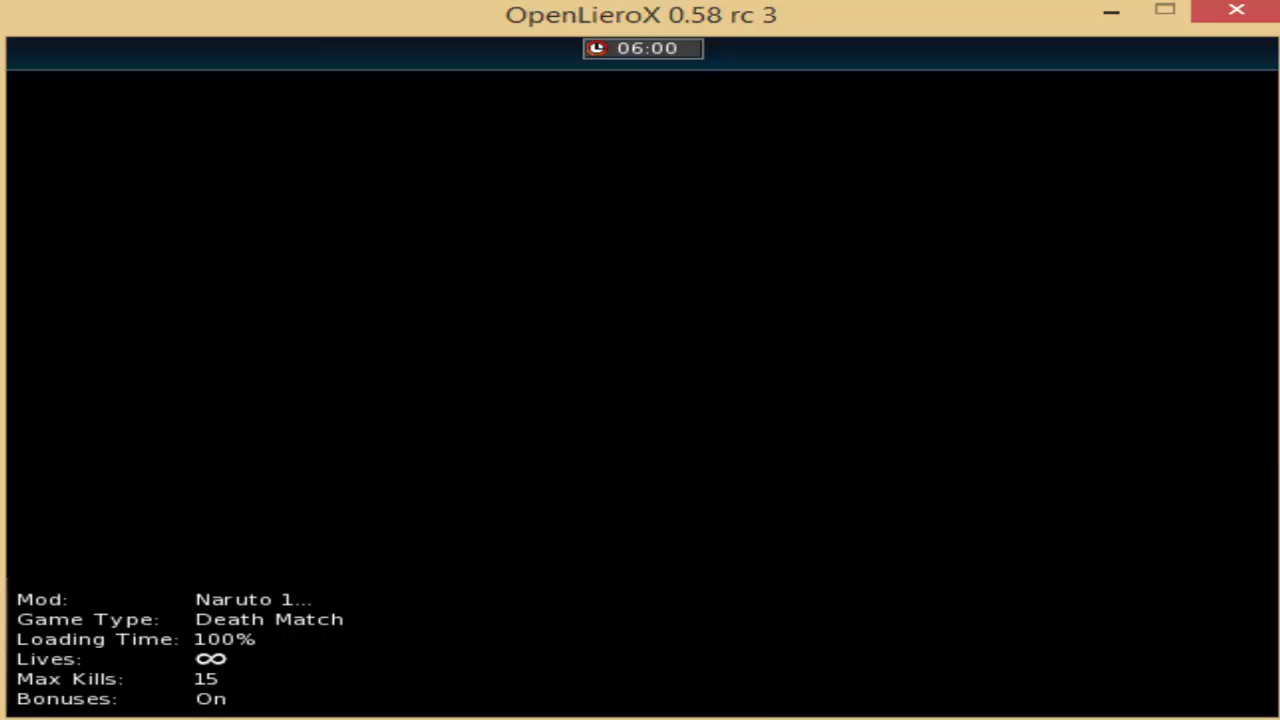 OpenLieroX 0.58 rc 3
06:00
Mod: Naruto 1...
Game Type: Death Match
Loading Time: 100%
Lives: ∞
Max Kills: 15
Bonuses: On